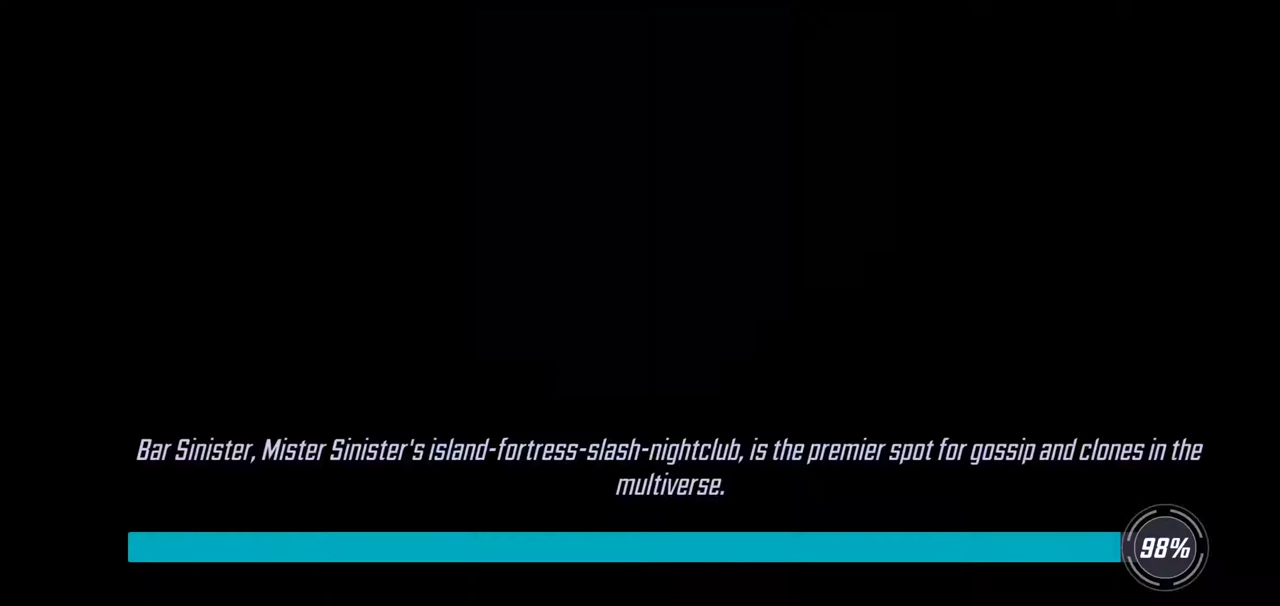 Bar Sinister, Mister Sinister's island-fortress-slash-nightclub, is the premier spot for gossip and clones in the
multiverse.
98%